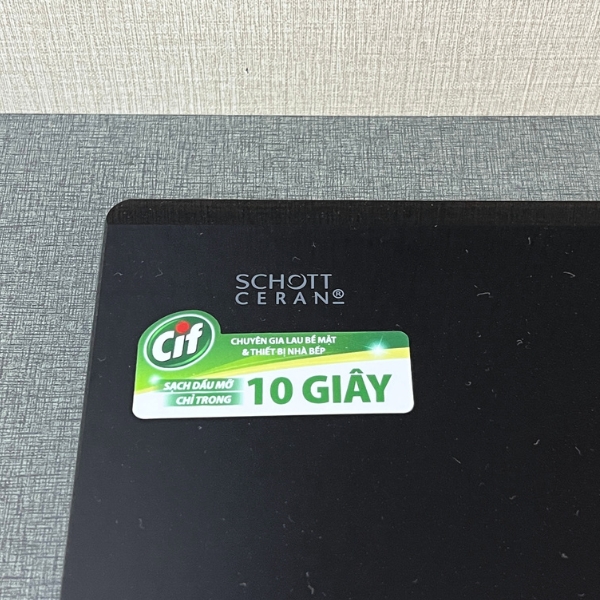 SCHOTT
CERAN®
Cif
CHUYÊN GIA LAU BỀ MẶT
& THIẾT BỊ NHÀ BẾP
SẠCH DẦU MỠ
CHỈ TRONG
10 GIÂY